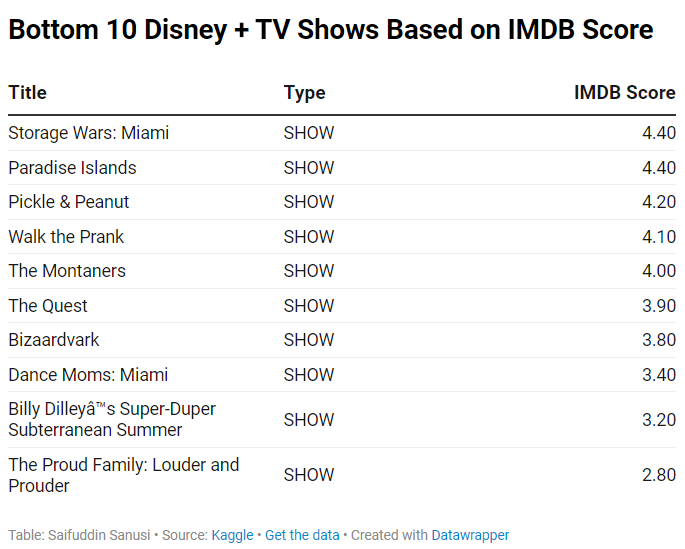 Bottom 10 Disney + TV Shows Based on IMDB Score
Title Type IMDB Score
Storage Wars: Miami SHOW 4.40
Paradise Islands SHOW 4.40
Pickle & Peanut SHOW 4.20
Walk the Prank SHOW 4.10
The Montaners SHOW 4.00
The Quest SHOW 3.90
Bizaardvark SHOW 3.80
Dance Moms: Miami SHOW 3.40
Billy Dilleyâ™s Super-Duper
Subterranean Summer SHOW 3.20
The Proud Family: Louder and
Prouder SHOW 2.80
Table: Saifuddin Sanusi • Source: Kaggle • Get the data • Created with Datawrapper